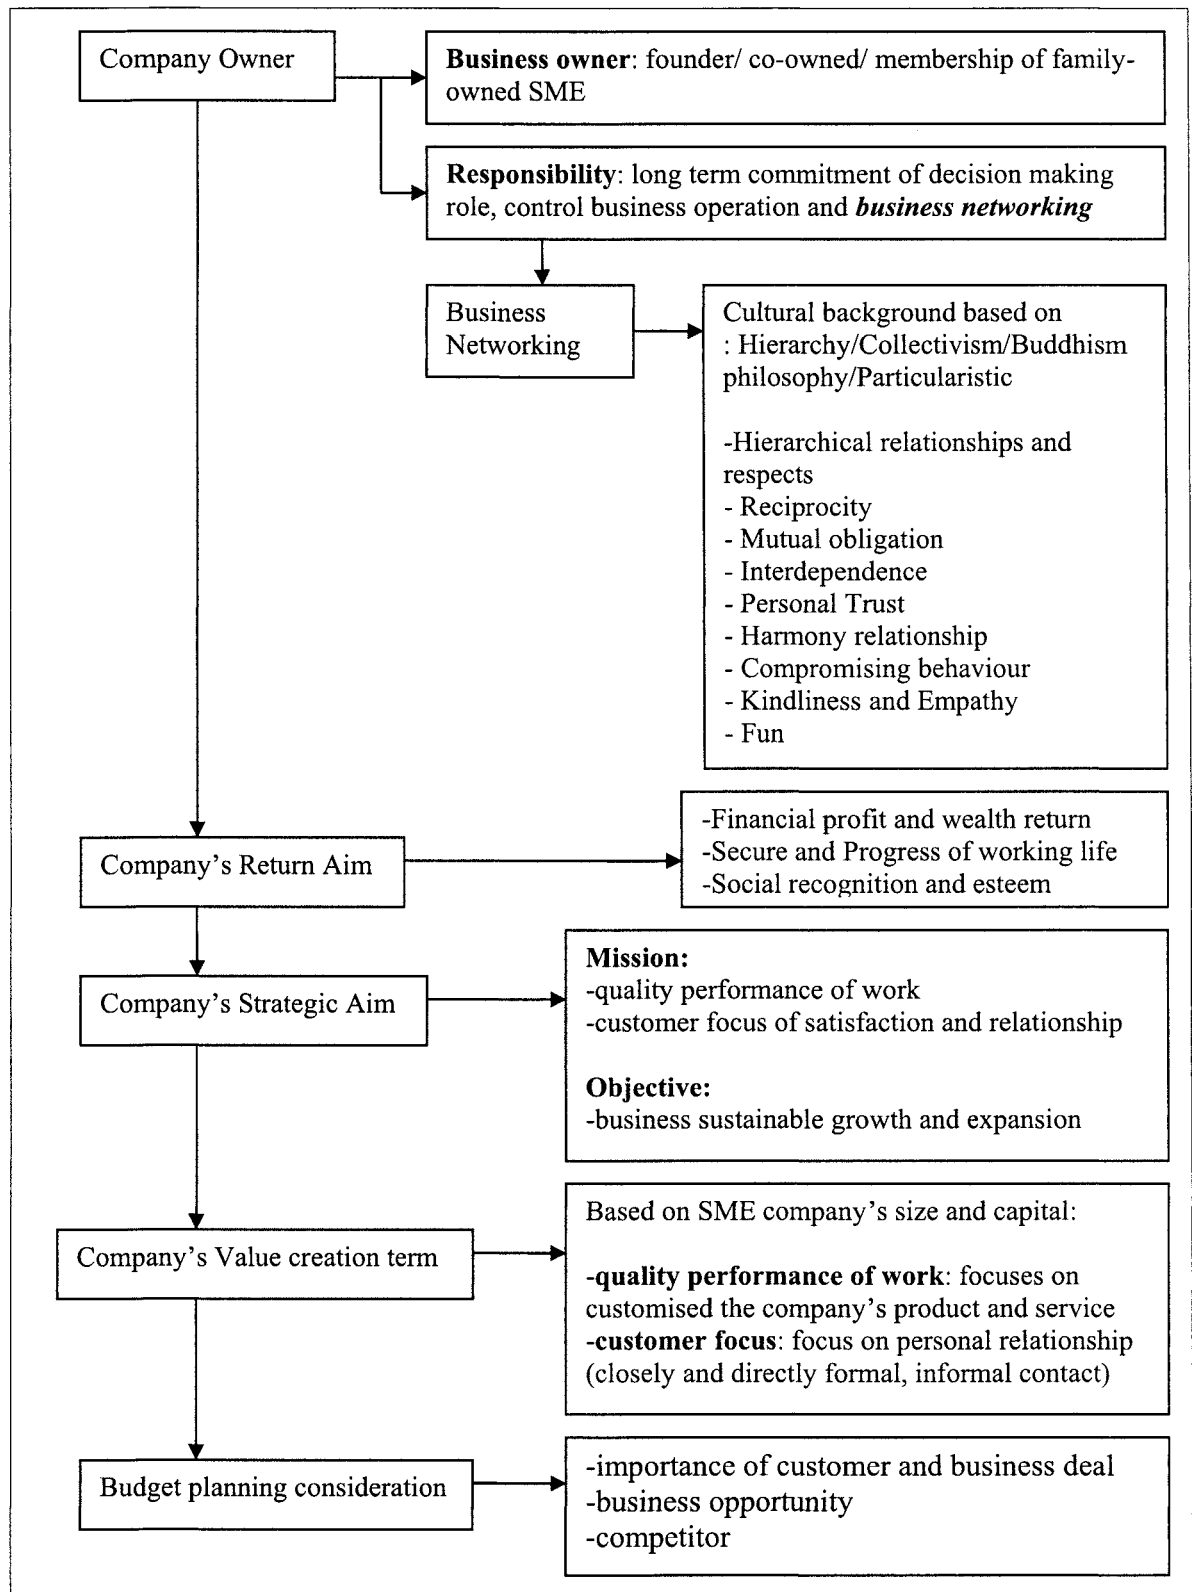 Company Owner
Business owner: founder/ co-owned/ membership of family-
owned SME
Responsibility: long term commitment of decision making
role, control business operation and business networking
Business
Networking
Cultural background based on
: Hierarchy/Collectivism/Buddhism
philosophy/Particularistic
-Hierarchical relationships and
respects
- Reciprocity
- Mutual obligation
- Interdependence
- Personal Trust
- Harmony relationship
- Compromising behaviour
- Kindliness and Empathy
- Fun
Company's Return Aim
-Financial profit and wealth return
-Secure and Progress of working life
-Social recognition and esteem
Company's Strategic Aim
Mission:
-quality performance of work
-customer focus of satisfaction and relationship
Objective:
-business sustainable growth and expansion
Company's Value creation term
Based on SME company's size and capital:
-quality performance of work: focuses on
customised the company's product and service
-customer focus: focus on personal relationship
(closely and directly formal, informal contact)
Budget planning consideration
-importance of customer and business deal
-business opportunity
-competitor